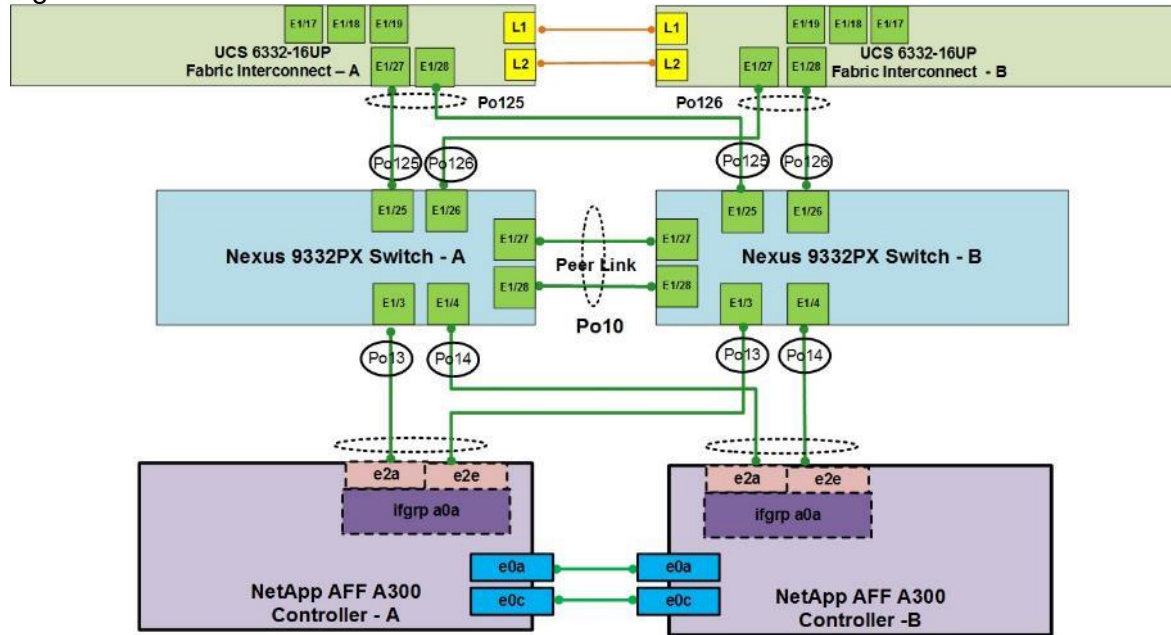 E1/17 E1/18 E1/19 L1 L1 E1/19 E1/18 E1/17
UCS 6332-16UP
Fabric Interconnect – A
E1/27 E1/28 L2 L2 E1/27 E1/28
UCS 6332-16UP
Fabric Interconnect - B
Po125 Po126
Po125 Po126 Po125 Po126
E1/25 E1/26 E1/25 E1/26
Nexus 9332PX Switch - A
E1/27 E1/27
Peer Link
E1/28 E1/28
Nexus 9332PX Switch - B
E1/3 E1/4 E1/3 E1/4
Po10
Po13 Po14 Po13 Po14
e2a e2e e2a e2e
ifgrp a0a ifgrp a0a
e0a e0a
e0c e0c
NetApp AFF A300
Controller - A
NetApp AFF A300
Controller -B